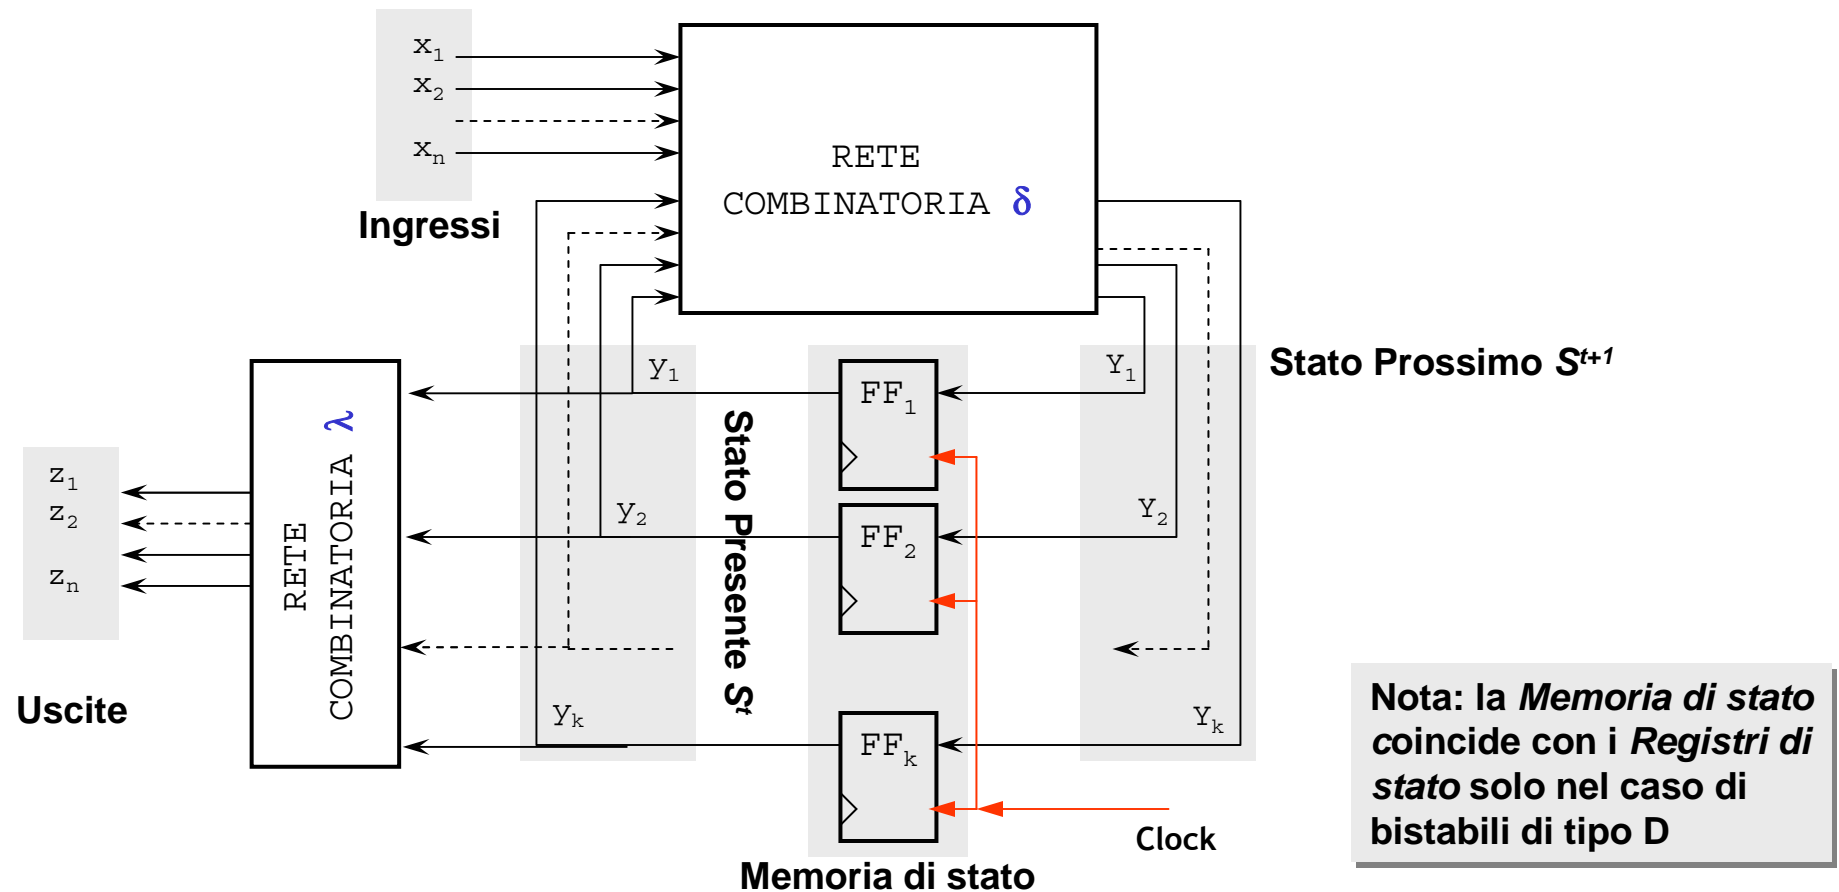 x1
x2
xn
Ingressi
RETE
COMBINATORIA δ
Stato Prossimo St+1
y1
y2
yk
Stato Presente St
FF1
FF2
FFk
Y1
Y2
Yk
RETE
COMBINATORIA λ
z1
z2
zn
Uscite
Clock
Memoria di stato
Nota: la Memoria di stato
coincide con i Registri di
stato solo nel caso di
bistabili di tipo D